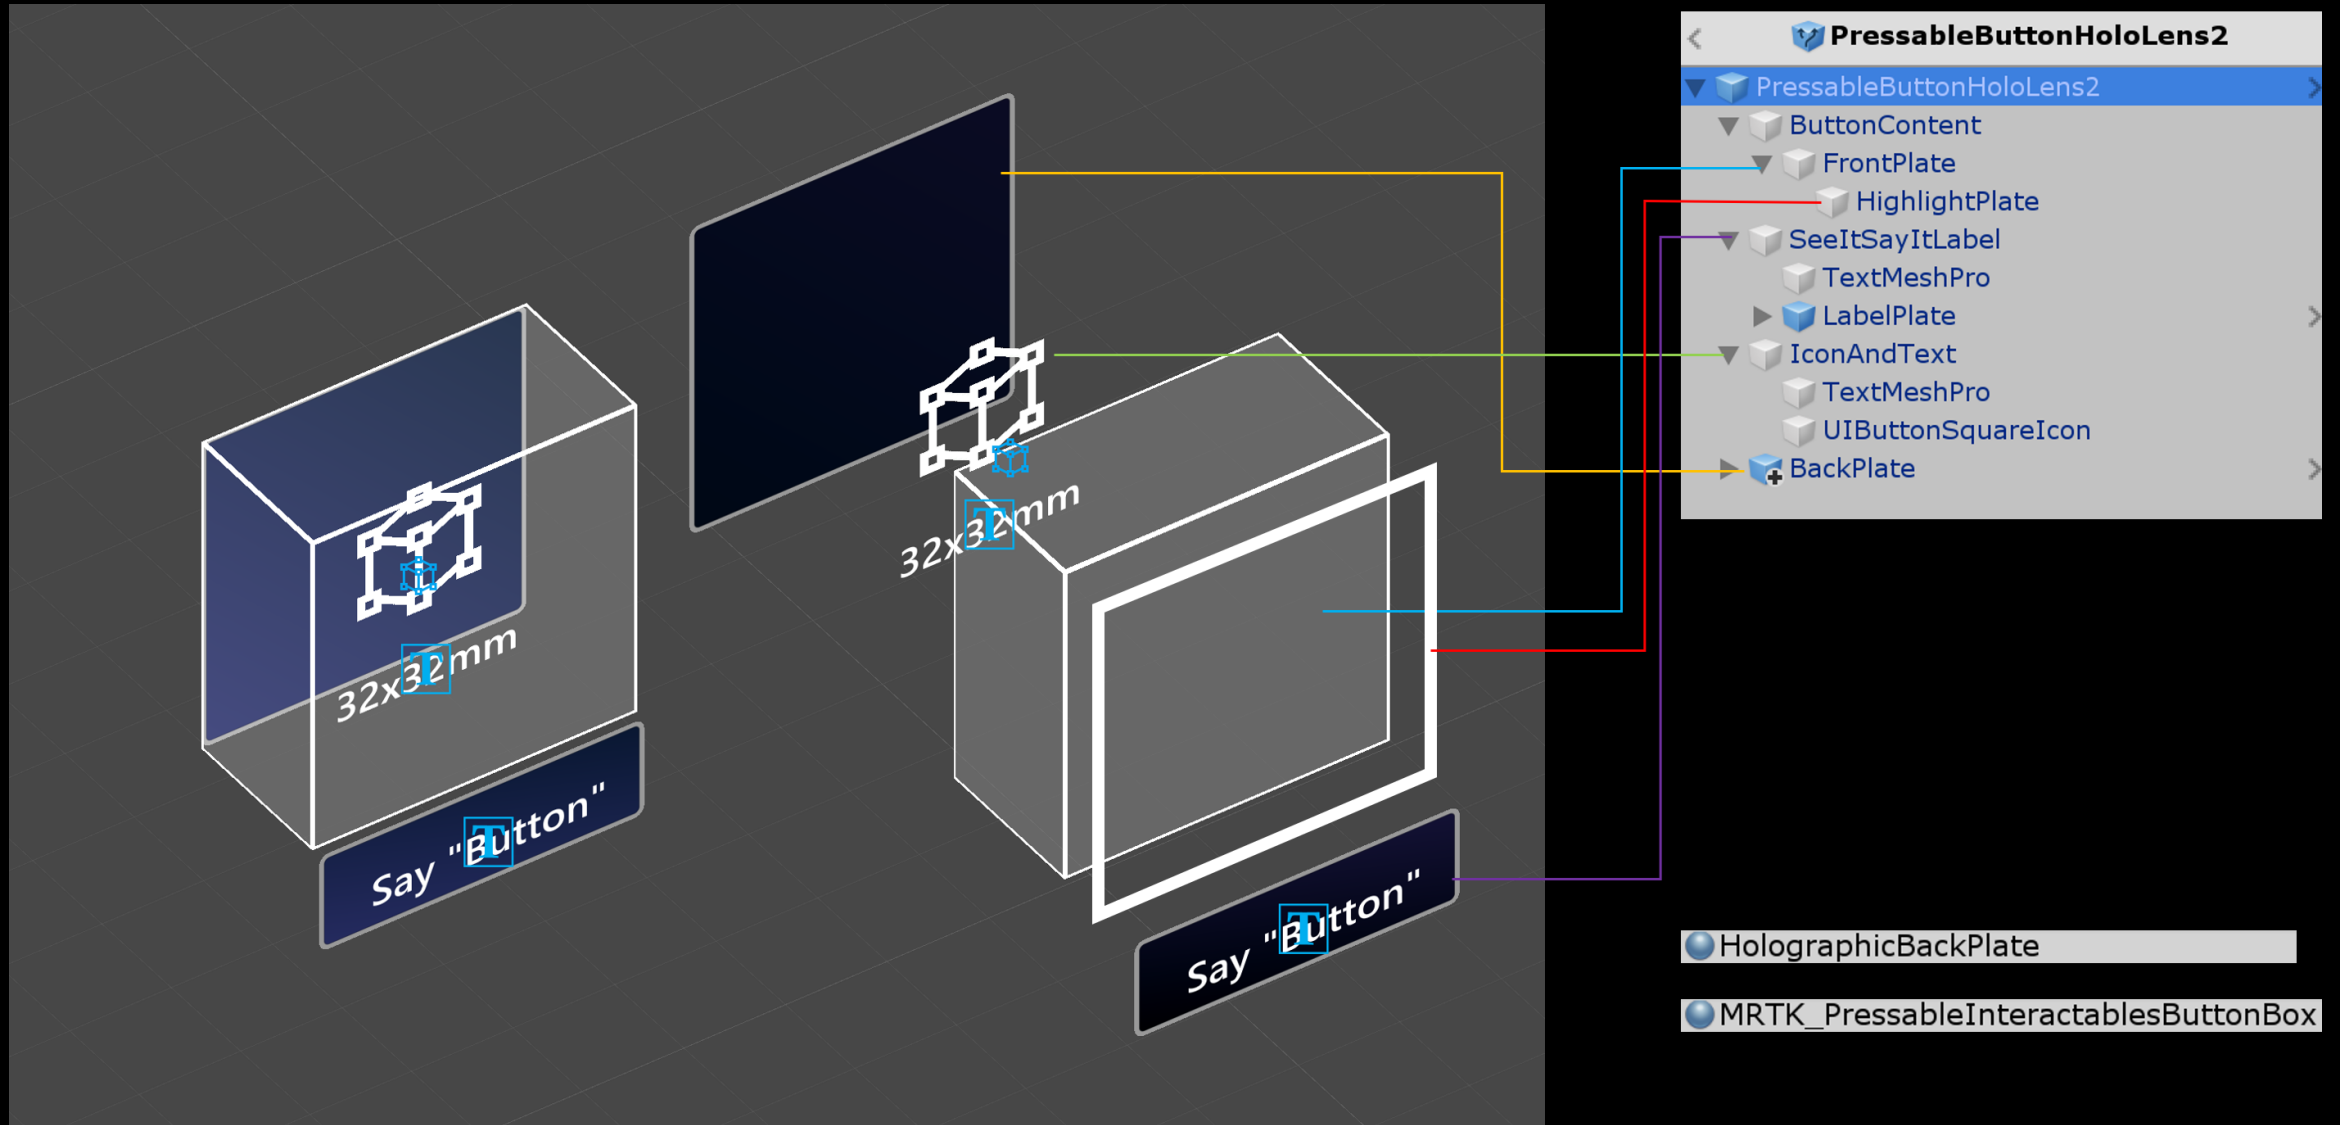 PressableButtonHoloLens2
PressableButtonHoloLens2
ButtonContent
FrontPlate
HighlightPlate
SeeItSayItLabel
TextMeshPro
LabelPlate
IconAndText
TextMeshPro
UIButtonSquareIcon
BackPlate
32x32mm
T
Say "Button"
T
32x32mm
T
Say "Button"
T
HolographicBackPlate
MRTK_PressableInteractablesButtonBox